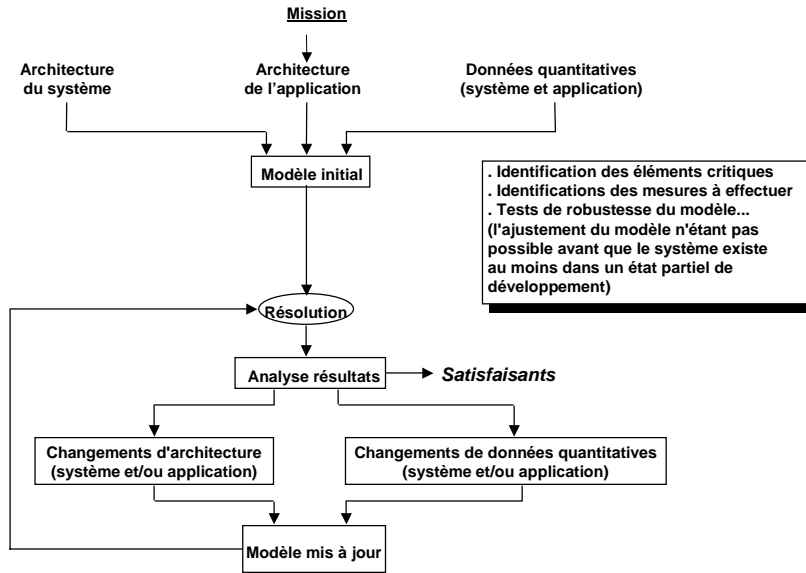 Mission
Architecture
du système
Architecture
de l'application
Données quantitatives
(système et application)
Modèle initial
. Identification des éléments critiques
. Identifications des mesures à effectuer
. Tests de robustesse du modèle...
(l'ajustement du modèle n'étant pas
possible avant que le système existe
au moins dans un état partiel de
développement)
Résolution
Analyse résultats
Satisfaisants
Changements d'architecture
(système et/ou application)
Changements de données quantitatives
(système et/ou application)
Modèle mis à jour